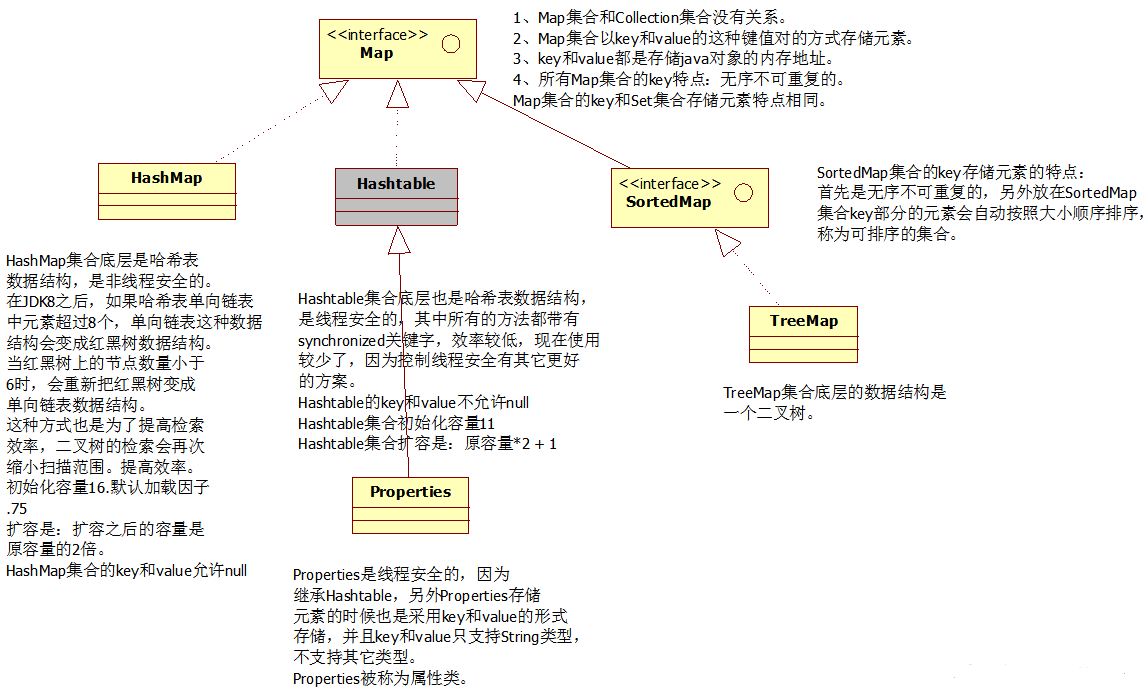 <<interface>>
Map
1、Map集合和Collection集合没有关系。
2、Map集合以key和value的这种键值对的方式存储元素。
3、key和value都是存储java对象的内存地址。
4、所有Map集合的key特点：无序不可重复的。
Map集合的key和Set集合存储元素特点相同。
HashMap
Hashtable
<<interface>>
SortedMap
SortedMap集合的key存储元素的特点：
首先是无序不可重复的，另外放在SortedMap
集合key部分的元素会自动按照大小顺序排序，
称为可排序的集合。
HashMap集合底层是哈希表
数据结构，是非线程安全的。
在JDK8之后，如果哈希表单向链表
中元素超过8个，单向链表这种数据
结构会变成红黑树数据结构。
当红黑树上的节点数量小于
6时，会重新把红黑树变成
单向链表数据结构。
这种方式也是为了提高检索
效率，二叉树的检索会再次
缩小扫描范围。提高效率。
初始化容量16.默认加载因子
.75
扩容是：扩容之后的容量是
原容量的2倍。
HashMap集合的key和value允许null
Hashtable集合底层也是哈希表数据结构，
是线程安全的，其中所有的方法都带有
synchronized关键字，效率较低，现在使用
较少了，因为控制线程安全有其它更好
的方案。
Hashtable的key和value不允许null
Hashtable集合初始化容量11
Hashtable集合扩容是：原容量*2＋1
TreeMap
TreeMap集合底层的数据结构是
一个二叉树。
Properties
Properties是线程安全的，因为
继承Hashtable，另外Properties存储
元素的时候也是采用key和value的形式
存储，并且key和value只支持String类型，
不支持其它类型。
Properties被称为属性类。